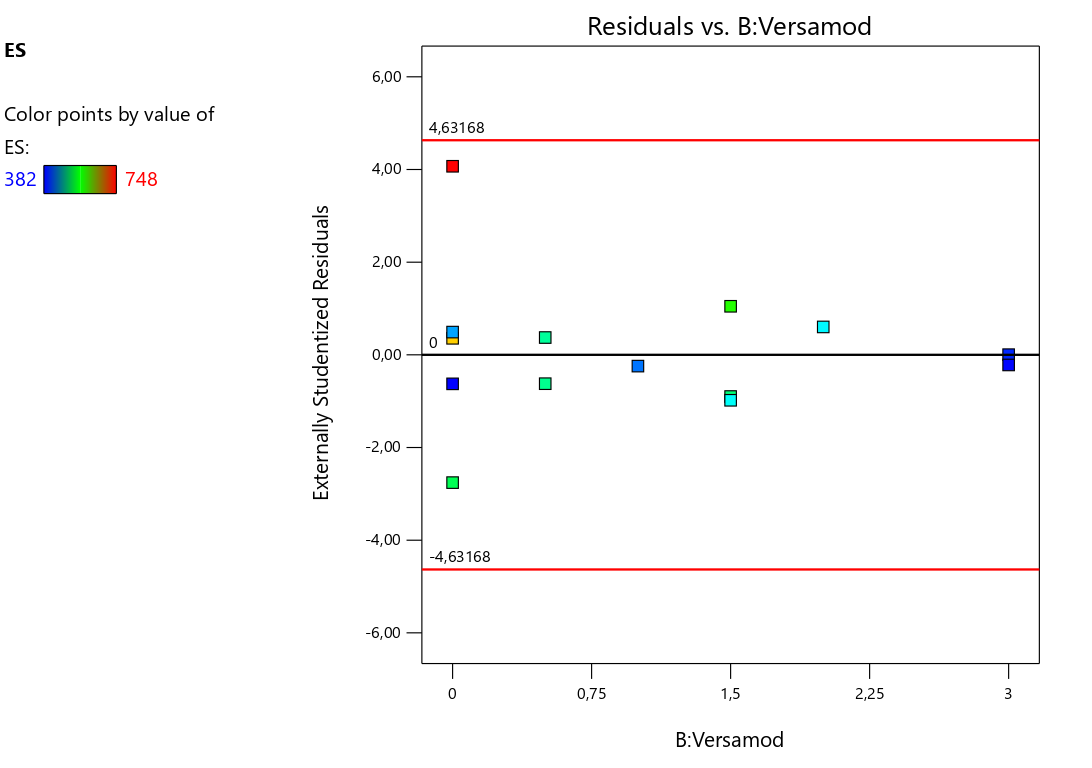 ES
Color points by value of
ES:
382 748
Residuals vs. B:Versamod
Externally Studentized Residuals
6,00
4,00
2,00
0,00
-2,00
-4,00
-6,00
4,63168
0
-4,63168
0 0,75 1,5 2,25 3
B:Versamod